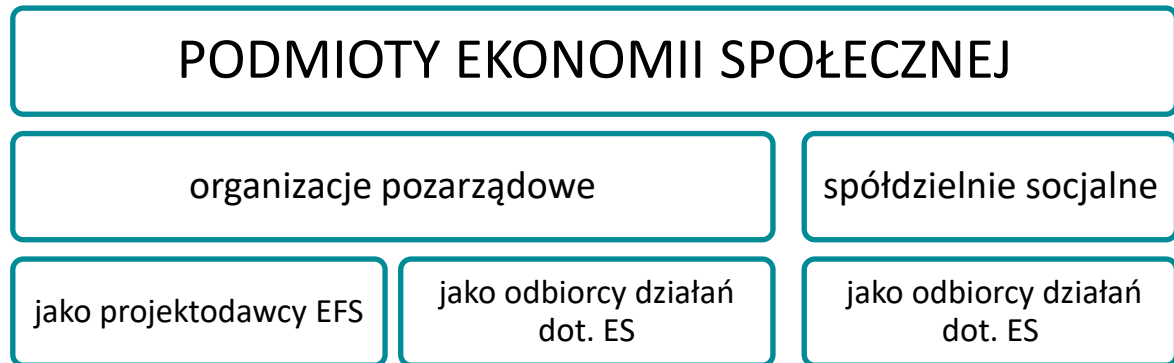 PODMIOTY EKONOMII SPOŁECZNEJ
organizacje pozarządowe
spółdzielnie socjalne
jako projektodawcy EFS
jako odbiorcy działań
dot. ES
jako odbiorcy działań
dot. ES